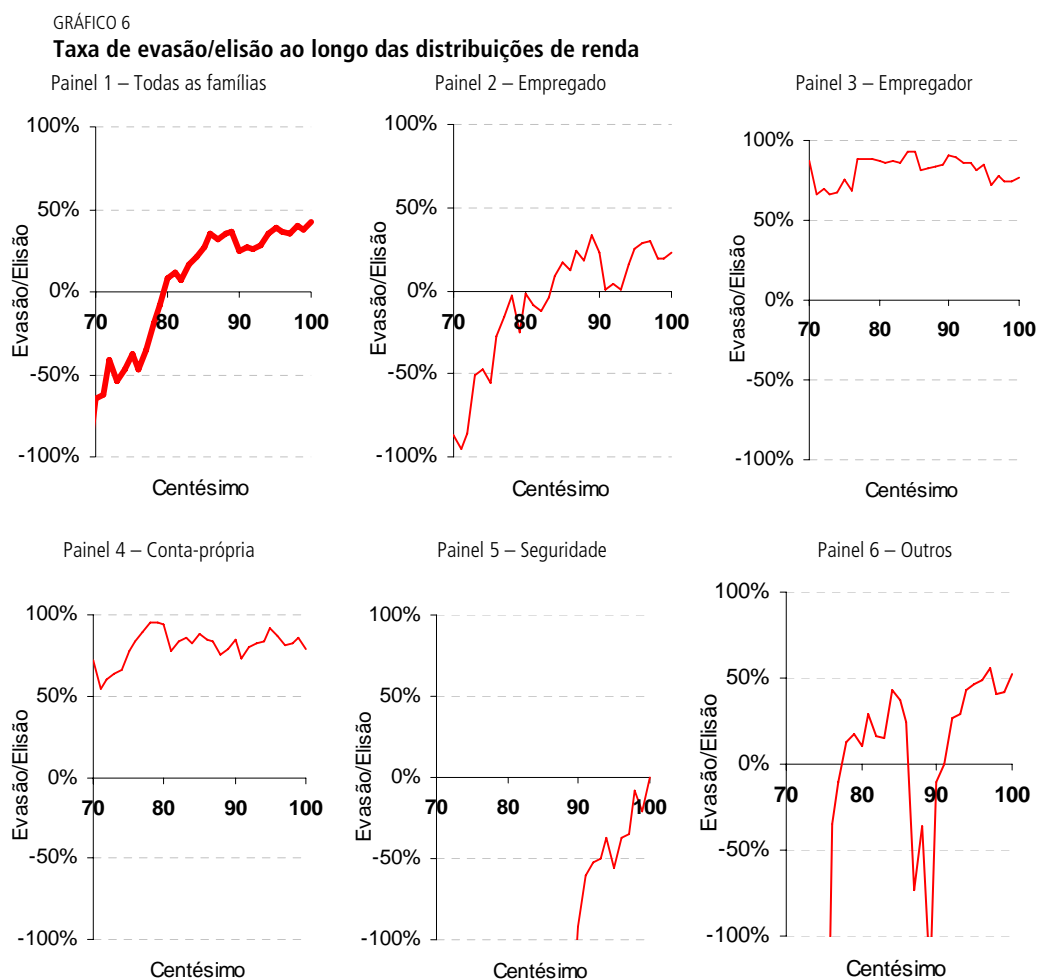 GRÁFICO 6
Taxa de evasão/elisão ao longo das distribuições de renda
Painel 1 – Todas as famílias
100%
50%
0%
-50%
-100%
70 80 90 100
Evasão/Elisão
Centésimo
Painel 2 – Empregado
100%
50%
0%
-50%
-100%
70 80 90 100
Evasão/Elisão
Centésimo
Painel 3 – Empregador
100%
50%
0%
-50%
-100%
70 80 90 100
Evasão/Elisão
Centésimo
Painel 4 – Conta-própria
100%
50%
0%
-50%
-100%
70 80 90 100
Evasão/Elisão
Centésimo
Painel 5 – Seguridade
100%
50%
0%
-50%
-100%
70 80 90 100
Evasão/Elisão
Centésimo
Painel 6 – Outros
100%
50%
0%
-50%
-100%
70 80 90 100
Evasão/Elisão
Centésimo